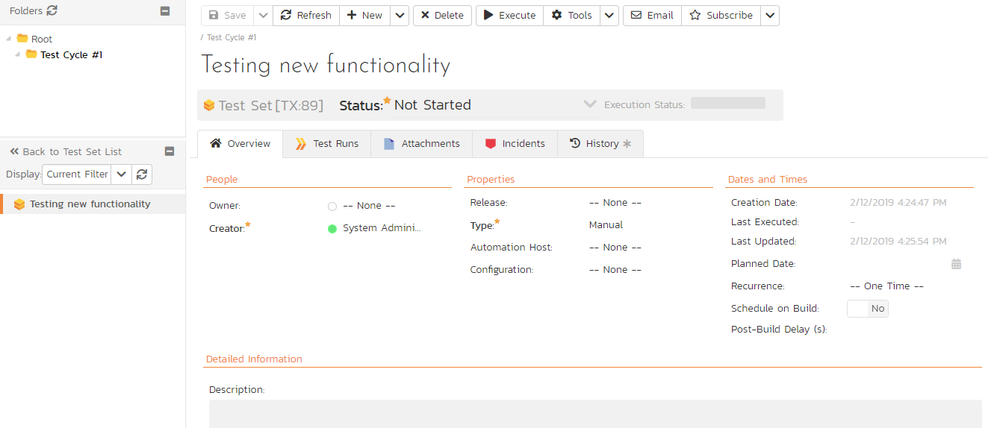 Folders
Root
Test Cycle #1
Back to Test Set List
Display: Current Filter
Testing new functionality
Save Refresh New Delete Execute Tools Email Subscribe
/ Test Cycle #1
Testing new functionality
Test Set [TX:89] Status: Not Started Execution Status:
Overview Test Runs Attachments Incidents History
People
Owner: -- None --
Creator: System Admini...
Properties
Release: -- None --
Type: Manual
Automation Host: -- None --
Configuration: -- None --
Dates and Times
Creation Date: 2/12/2019 4:24:47 PM
Last Executed: -
Last Updated: 2/12/2019 4:25:54 PM
Planned Date:
Recurrence: -- One Time --
Schedule on Build: No
Post-Build Delay (s):
Detailed Information
Description: